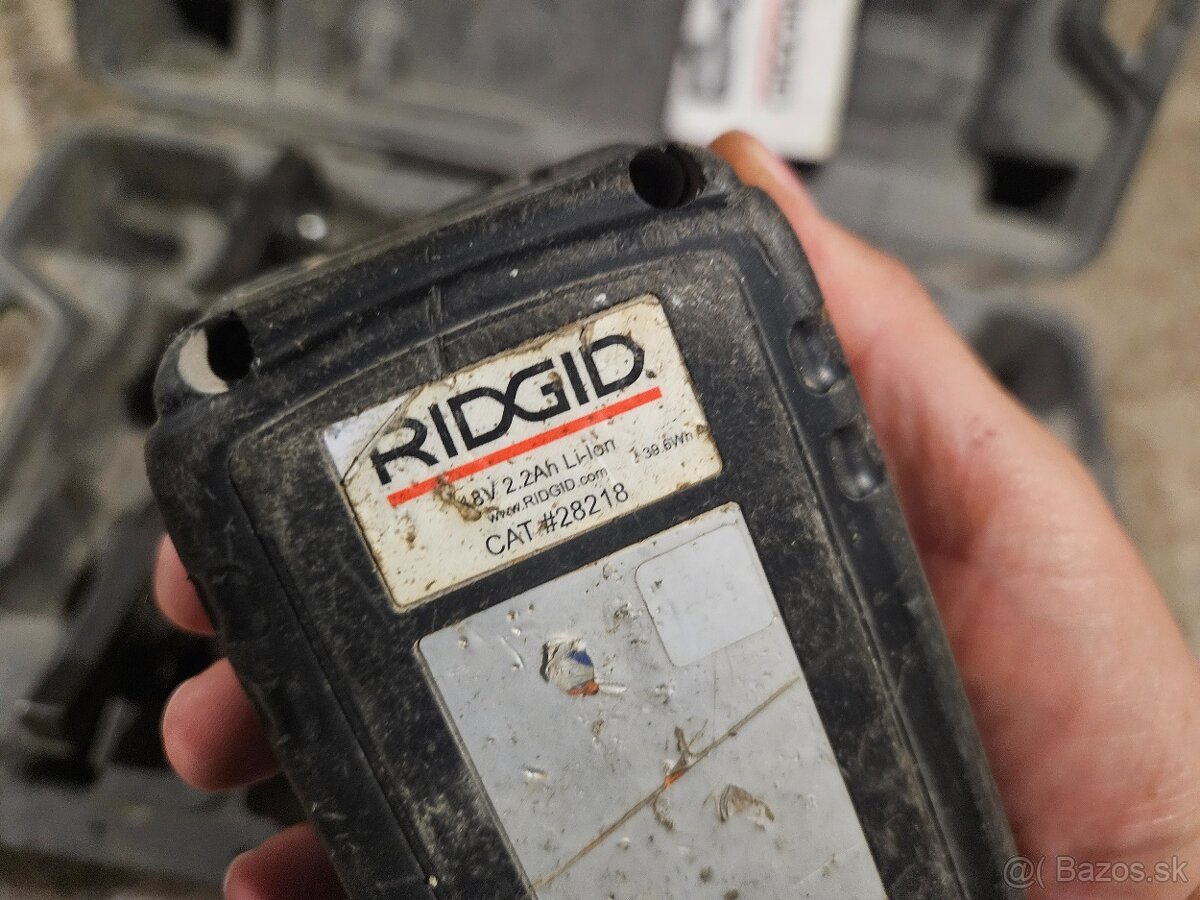 RIDGID
18V 2.2Ah Li-Ion
39.6Wh
www.RIDGID.com
CAT.#28218
@( Bazos.sk